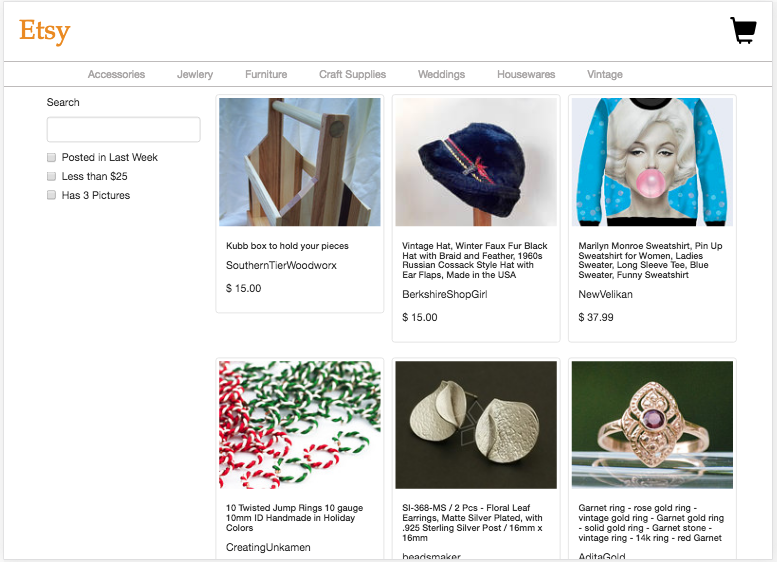 Etsy
Accessories
Jewlery
Furniture
Craft Supplies
Weddings
Housewares
Vintage
Search
Posted in Last Week
Less than $25
Has 3 Pictures
Kubb box to hold your pieces
SouthernTierWoodworx
$ 15.00
Vintage Hat, Winter Faux Fur Black
Hat with Braid and Feather, 1960s
Russian Cossack Style Hat with
Ear Flaps, Made in the USA
BerkshireShopGirl
$ 15.00
Marilyn Monroe Sweatshirt, Pin Up
Sweatshirt for Women, Ladies
Sweater, Long Sleeve Tee, Blue
Sweater, Funny Sweatshirt
NewVelikan
$ 37.99
10 Twisted Jump Rings 10 gauge
10mm ID Handmade in Holiday
Colors
CreatingUnkamen
SI-368-MS / 2 Pcs - Floral Leaf
Earrings, Matte Silver Plated, with
.925 Sterling Silver Post / 16mm x
16mm
beadsmaker
Garnet ring - rose gold ring -
vintage gold ring - Garnet gold ring
- solid gold ring - Garnet stone -
vintage ring - 14k ring - red Garnet
AditaGold